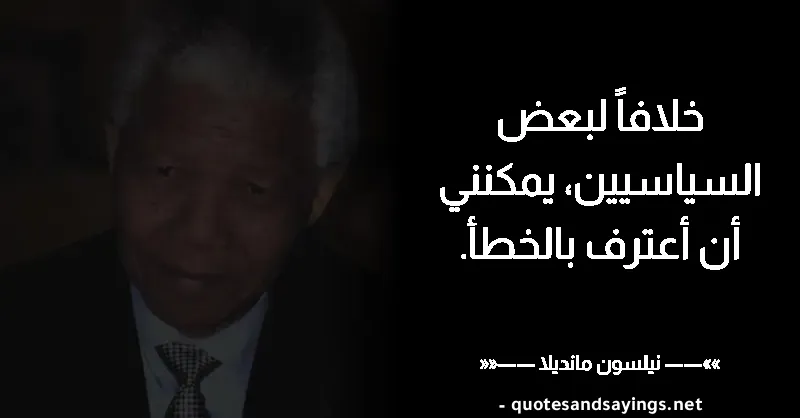 خلافاً لبعض
السياسيين، يمكنني
أن أعترف بالخطأ.
»»—— نيلسون مانديلا ——««
- quotesandsayings.net